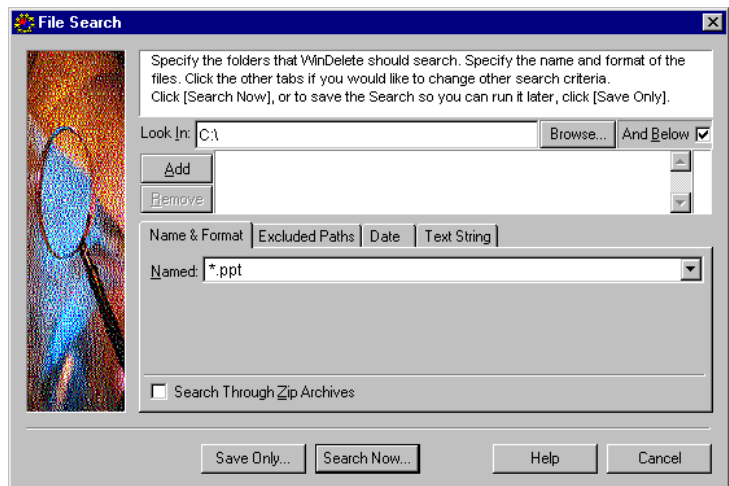 File Search
Specify the folders that WinDelete should search. Specify the name and format of the
files. Click the other tabs if you would like to change other search criteria.
Click [Search Now], or to save the Search so you can run it later, click [Save Only].
Look In: C:\ Browse... And Below
Add
Remove
Name & Format Excluded Paths Date Text String
Named: *.ppt
Search Through Zip Archives
Save Only... Search Now... Help Cancel